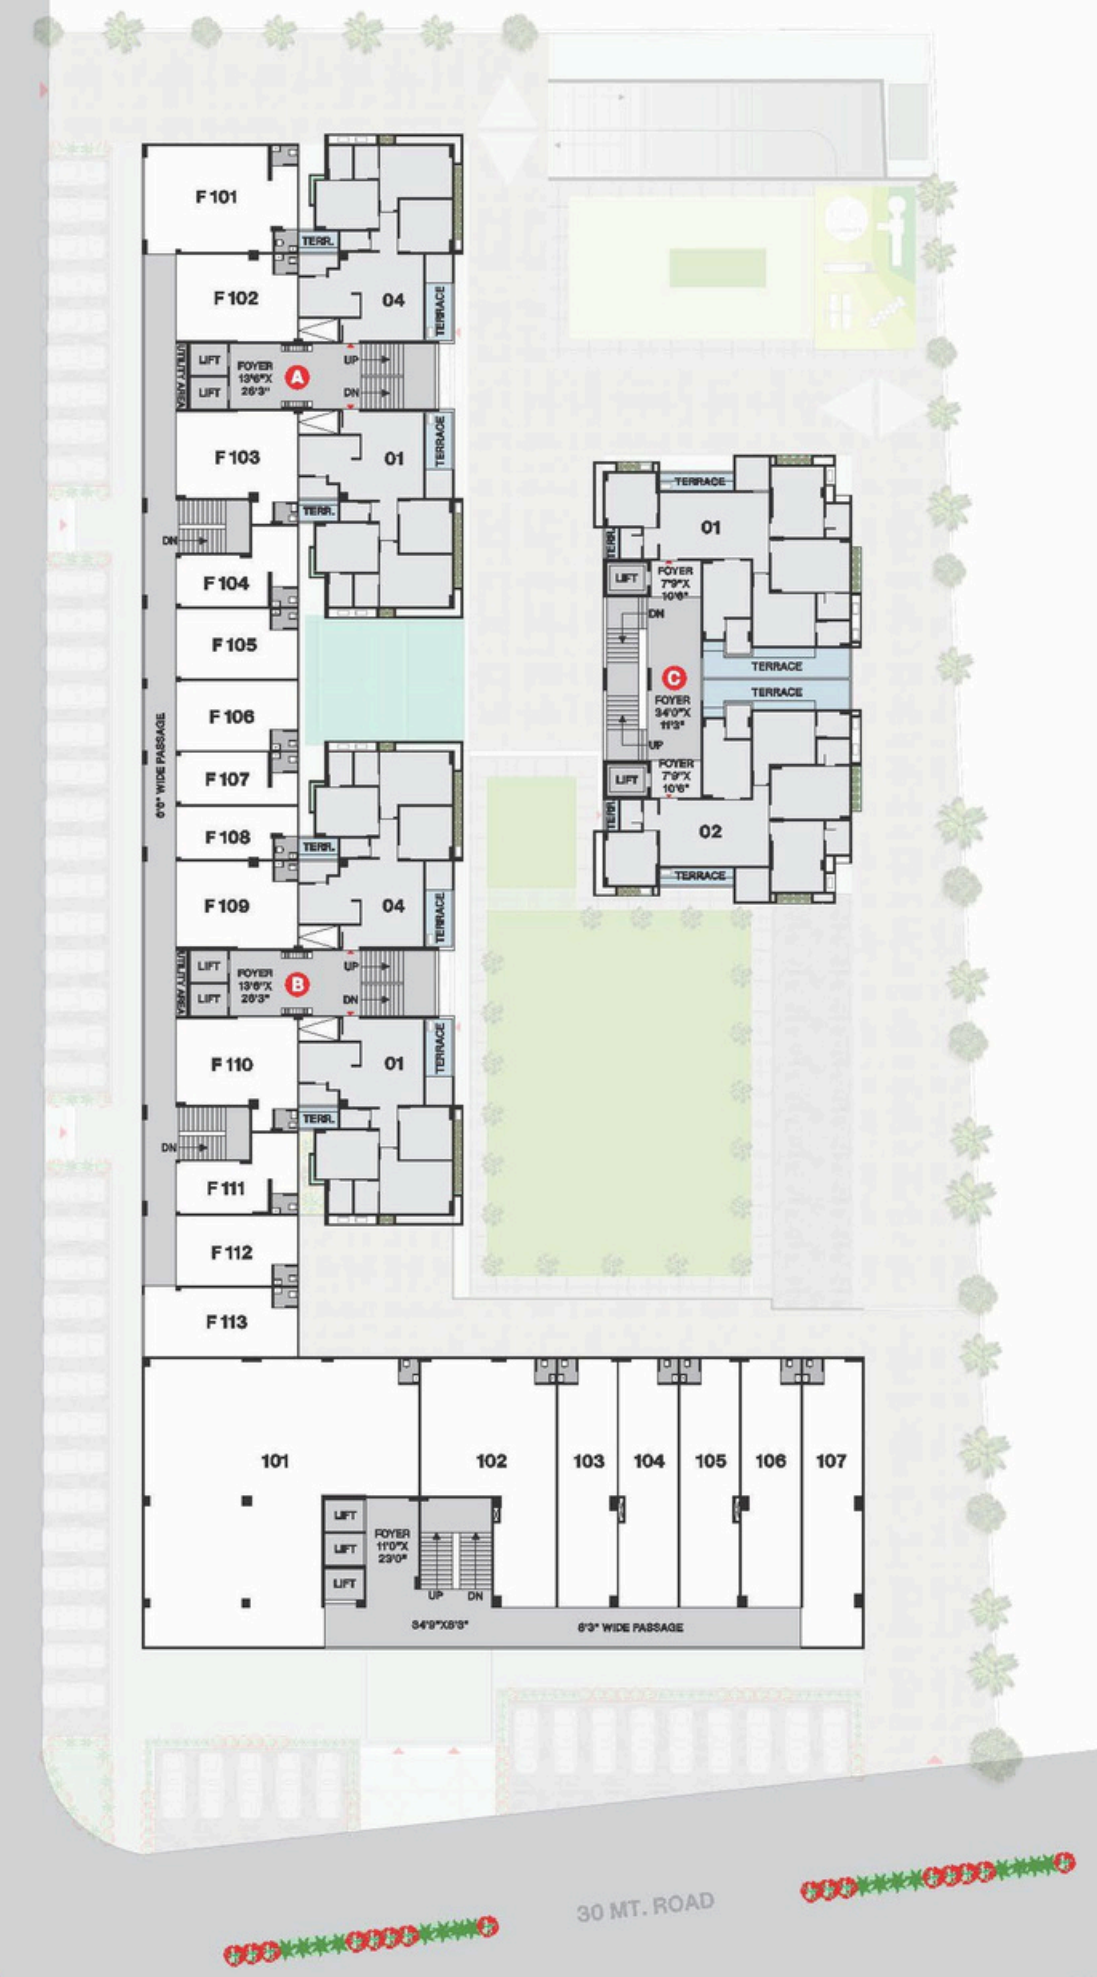 F 101
TERR.
F 102
04
TERRACE
UTILITY AREA
LIFT
LIFT
FOYER
13'6"X
26'3"
A
UP
DN
F 103
01
TERRACE
TERR.
DN
F 104
F 105
F 106
6'6" WIDE PASSAGE
F 107
F 108
TERR.
F 109
04
TERRACE
UTILITY AREA
LIFT
LIFT
FOYER
13'6"X
26'3"
B
UP
DN
F 110
01
TERRACE
TERR.
DN
F 111
F 112
F 113
TERRACE
01
TERR.
LIFT
FOYER
7'9"X
10'6"
DN
TERRACE
C
TERRACE
FOYER
34'0"X
11'3"
UP
FOYER
7'9"X
10'6"
LIFT
TERR.
02
TERRACE
101
102
103
104
105
106
107
LIFT
LIFT
LIFT
FOYER
11'0"X
23'0"
UP
DN
34'9"X8'3"
8'3" WIDE PASSAGE
30 MT. ROAD